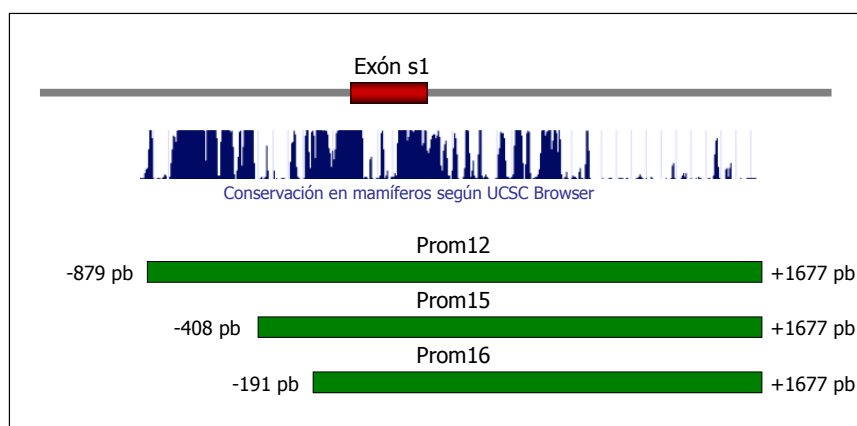 Exón s1
Conservación en mamíferos según UCSC Browser
Prom12
-879 pb
+1677 pb
Prom15
-408 pb
+1677 pb
Prom16
-191 pb
+1677 pb